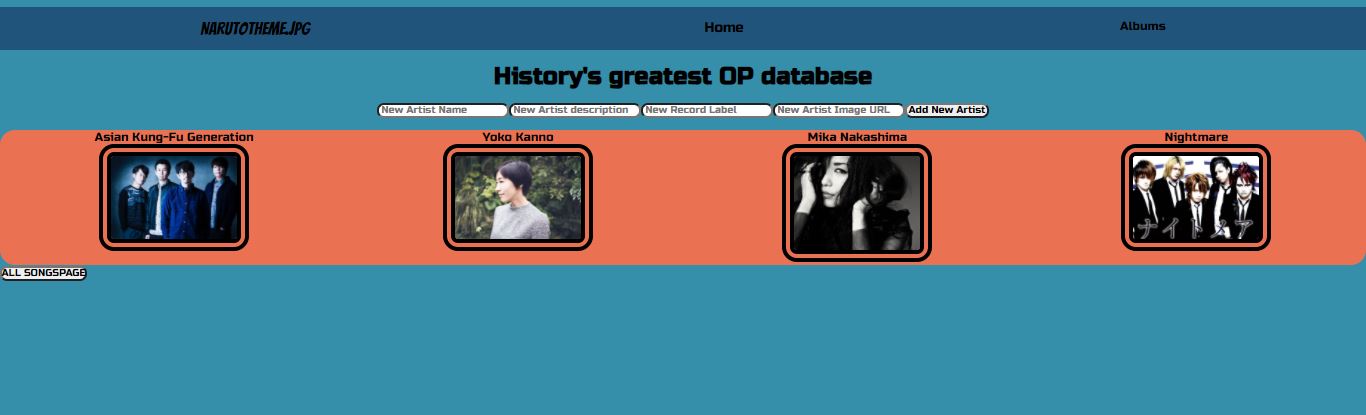 NARUTOTHEME.JPG
Home
Albums
History's greatest OP database
New Artist Name
New Artist description
New Record Label
New Artist Image URL
Add New Artist
Asian Kung-Fu Generation
Yoko Kanno
Mika Nakashima
Nightmare
ナイトメア
ALL SONGSPAGE